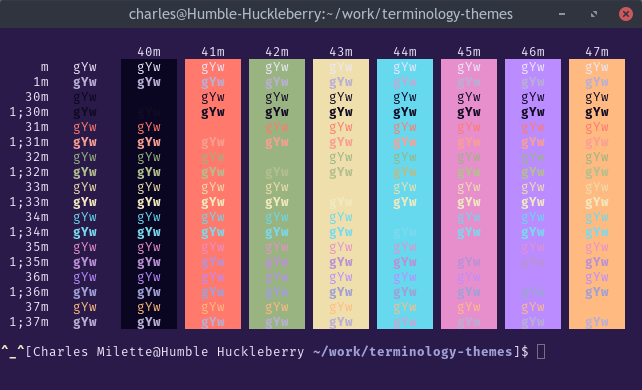 charles@Humble-Huckleberry:~/work/terminology-themes
40m 41m 42m 43m 44m 45m 46m 47m
m gYw gYw gYw gYw gYw gYw gYw gYw gYw
1m gYw gYw gYw gYw gYw gYw gYw gYw gYw
30m gYw gYw gYw gYw gYw gYw gYw gYw
1;30m gYw gYw gYw gYw gYw gYw gYw gYw
31m gYw gYw gYw gYw gYw gYw gYw gYw
1;31m gYw gYw gYw gYw gYw gYw gYw gYw gYw
32m gYw gYw gYw gYw gYw gYw gYw gYw
1;32m gYw gYw gYw gYw gYw gYw gYw gYw gYw
33m gYw gYw gYw gYw gYw gYw gYw gYw
1;33m gYw gYw gYw gYw gYw gYw gYw gYw gYw
34m gYw gYw gYw gYw gYw gYw gYw gYw
1;34m gYw gYw gYw gYw gYw gYw gYw gYw gYw
35m gYw gYw gYw gYw gYw gYw gYw gYw
1;35m gYw gYw gYw gYw gYw gYw gYw gYw gYw
36m gYw gYw gYw gYw gYw gYw gYw gYw
1;36m gYw gYw gYw gYw gYw gYw gYw gYw gYw
37m gYw gYw gYw gYw gYw gYw gYw gYw
1;37m gYw gYw gYw gYw gYw gYw gYw gYw gYw
^_^[Charles Milette@Humble Huckleberry ~/work/terminology-themes]$